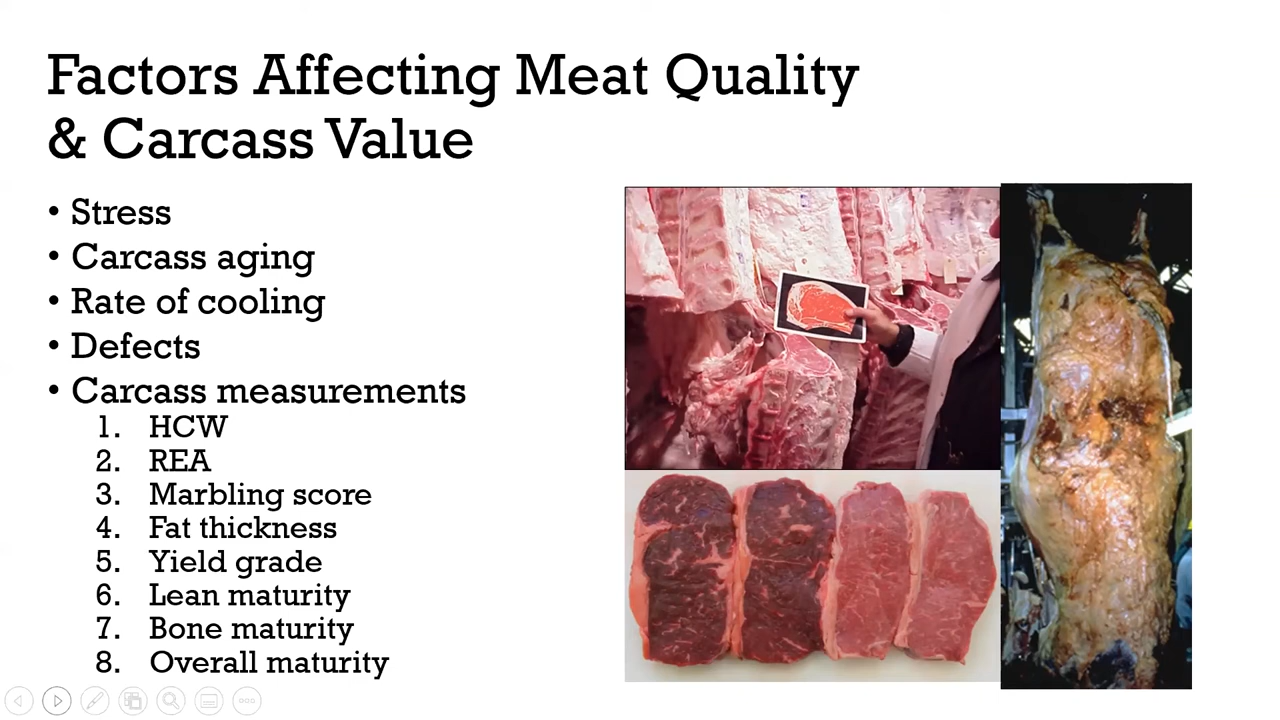 Factors Affecting Meat Quality
& Carcass Value
• Stress
• Carcass aging
• Rate of cooling
• Defects
• Carcass measurements
1. HCW
2. REA
3. Marbling score
4. Fat thickness
5. Yield grade
6. Lean maturity
7. Bone maturity
8. Overall maturity